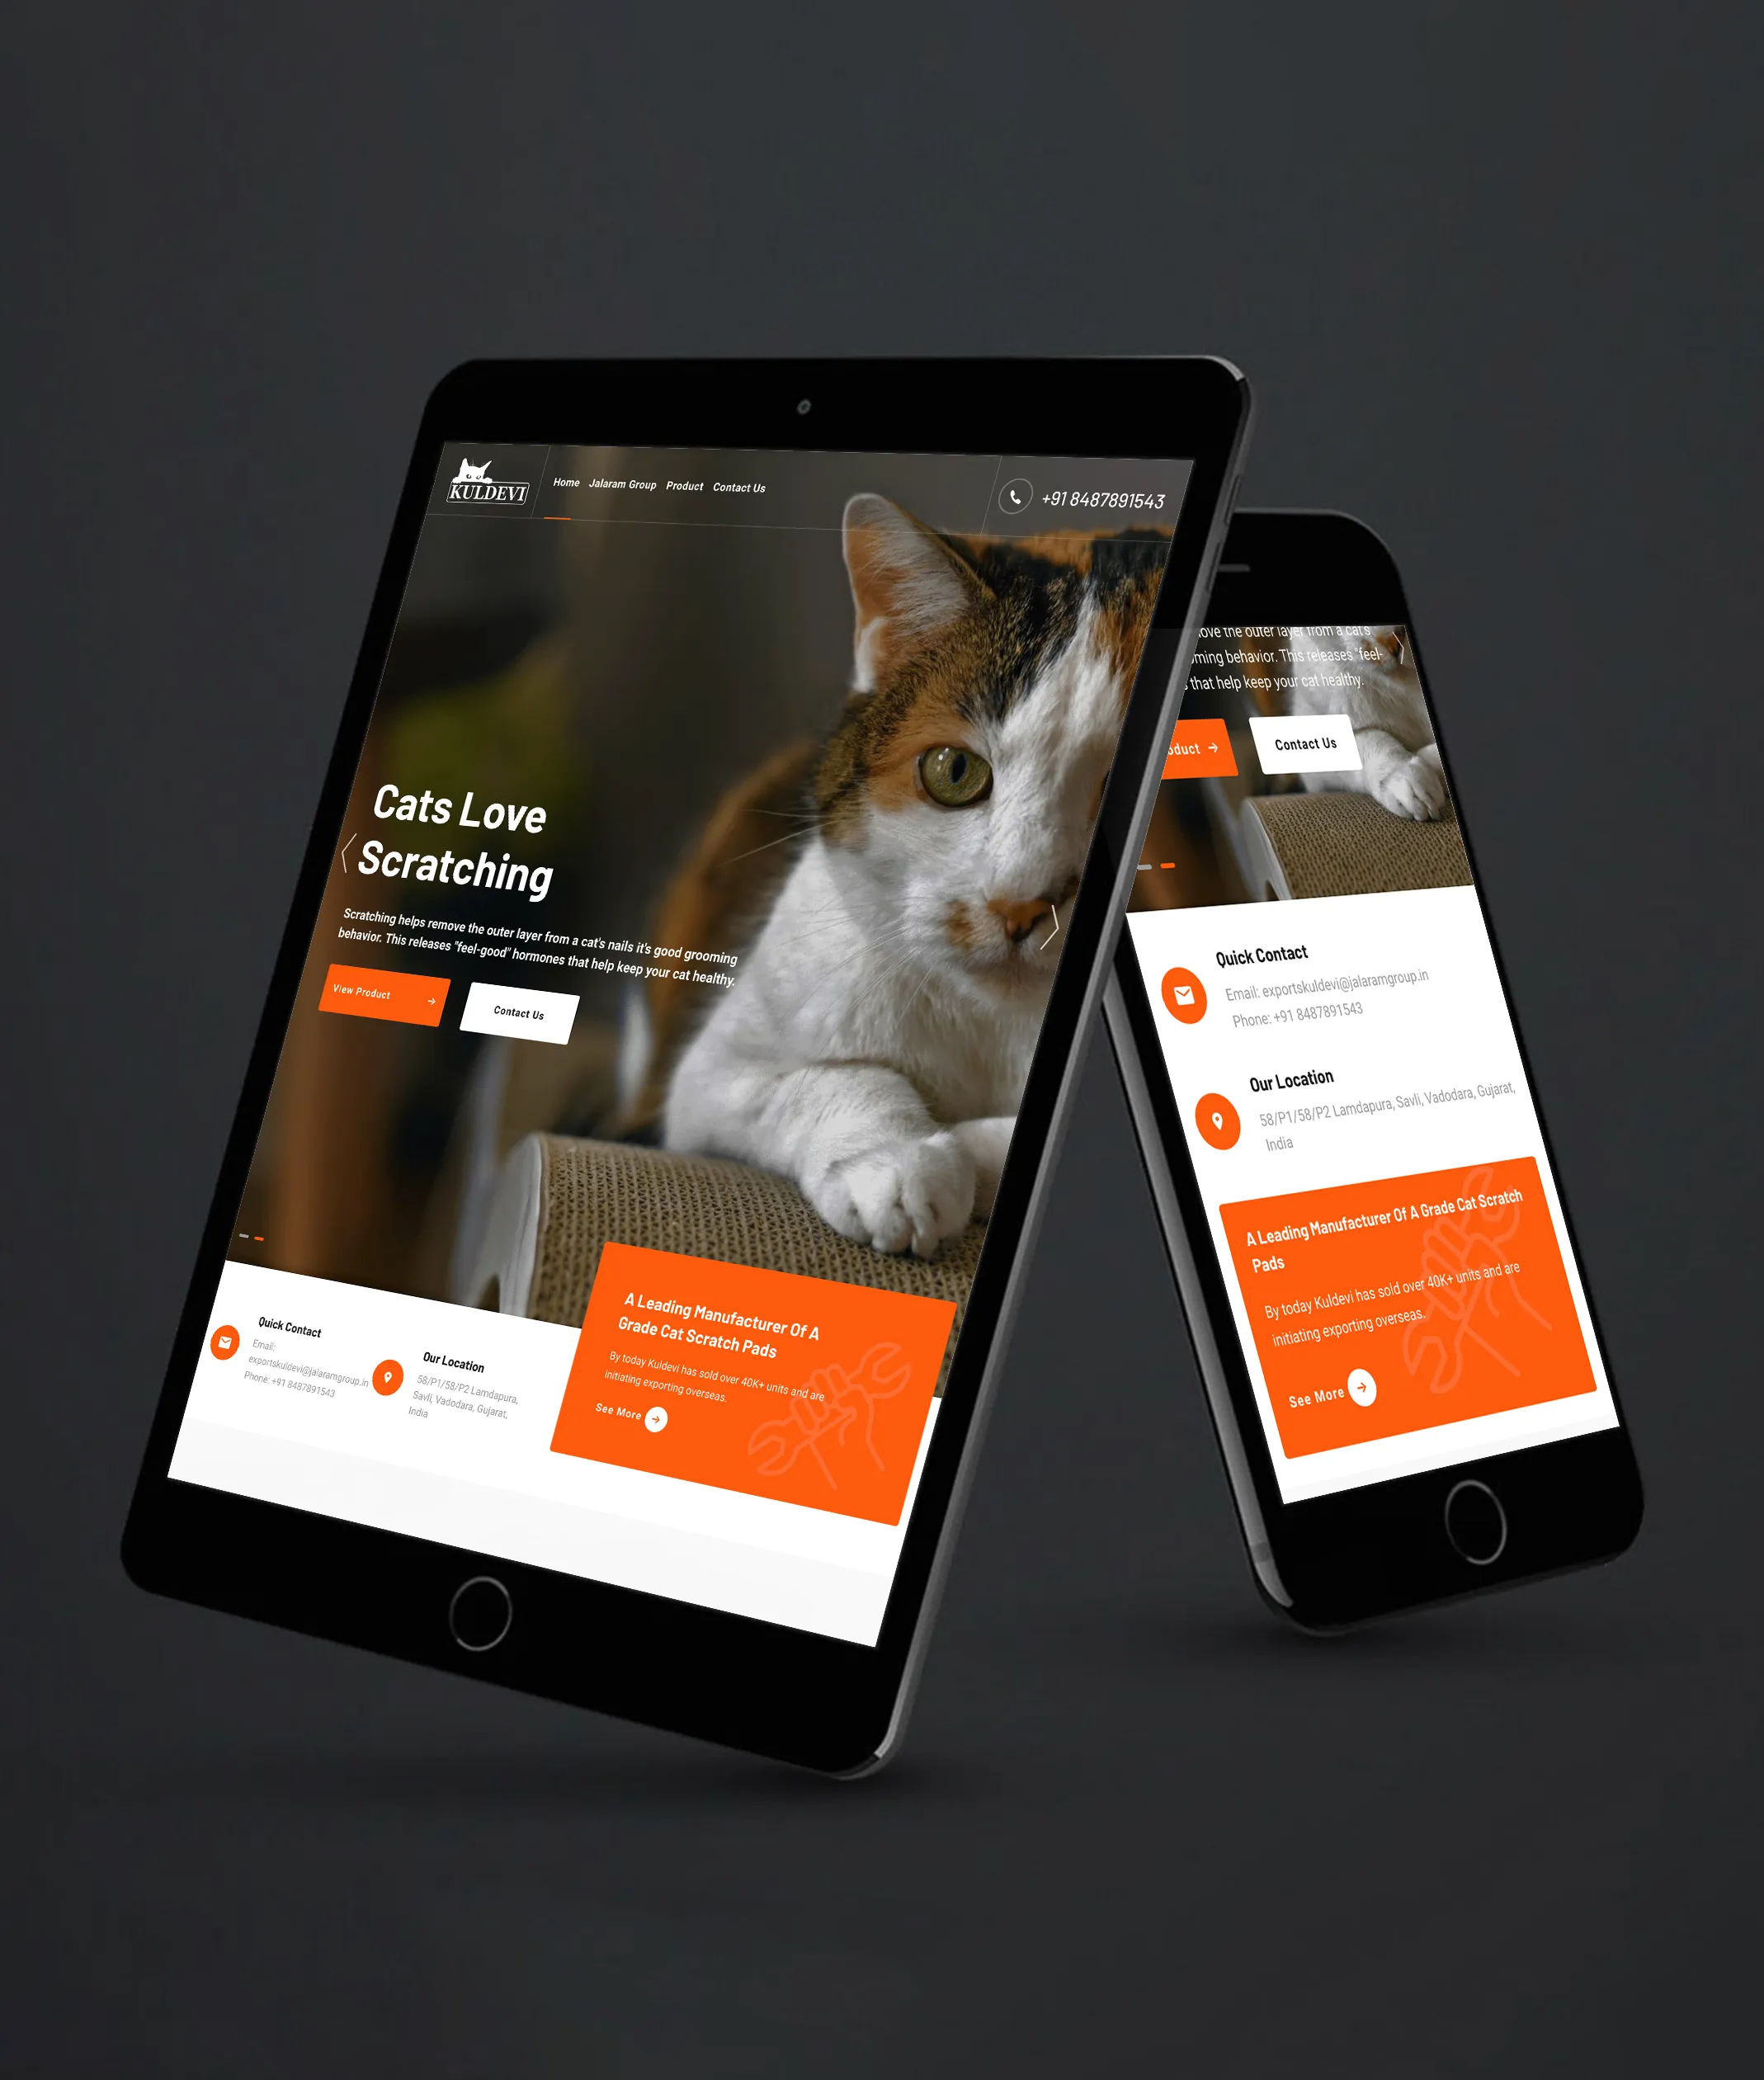 KULDEVI
Home Jalaram Group Product Contact Us
+91 8487891543
Cats Love
Scratching
Scratching helps remove the outer layer from a cat's nails it's good grooming
behavior. This releases "feel-good" hormones that help keep your cat healthy.
View Product
Contact Us
Quick Contact
Email:
exportskuldevi@jalaramgroup.in
Phone: +91 8487891543
Our Location
58/P1/58/P2 Lamdapura,
Savli, Vadodara, Gujarat,
India
A Leading Manufacturer Of A
Grade Cat Scratch Pads
By today Kuldevi has sold over 40K+ units and are
initiating exporting overseas.
See More
the outer layer from a cat's
behavior. This releases "feel-
that help keep your cat healthy.
Contact Us
Quick Contact
Email: exportskuldevi@jalaramgroup.in
Phone: +91 8487891543
Our Location
58/P1/58/P2 Lamdapura, Savli, Vadodara, Gujarat,
India
A Leading Manufacturer Of A Grade Cat Scratch
Pads
By today Kuldevi has sold over 40K+ units and are
initiating exporting overseas.
See More